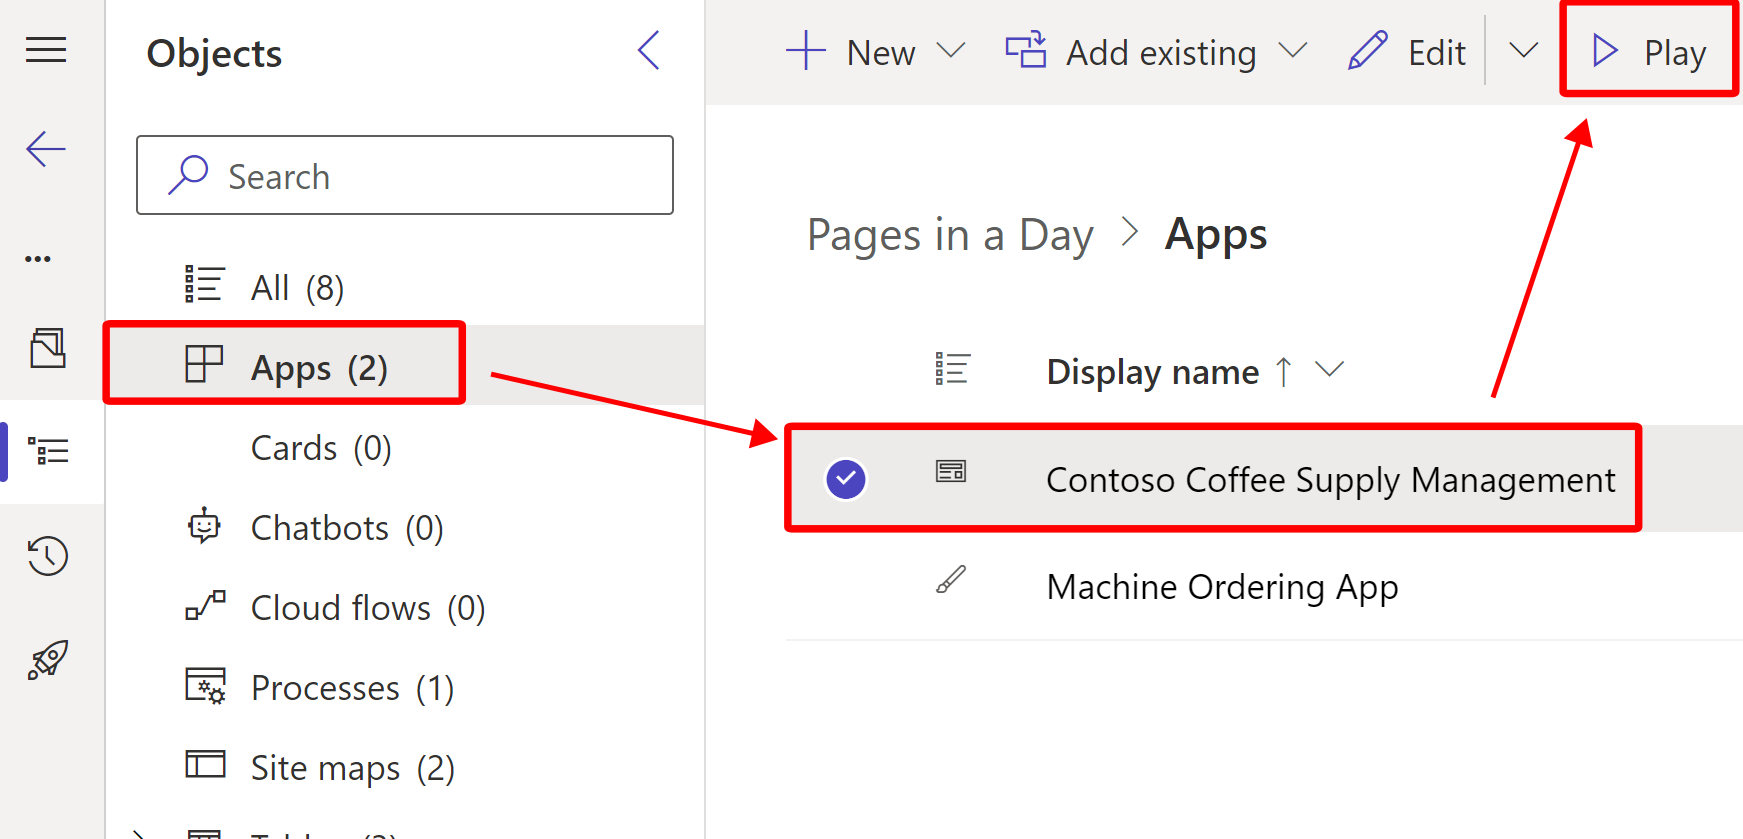 Objects
Search
All (8)
Apps (2)
Cards (0)
Chatbots (0)
Cloud flows (0)
Processes (1)
Site maps (2)
New
Add existing
Edit
Play
Pages in a Day > Apps
Display name ↑
Contoso Coffee Supply Management
Machine Ordering App